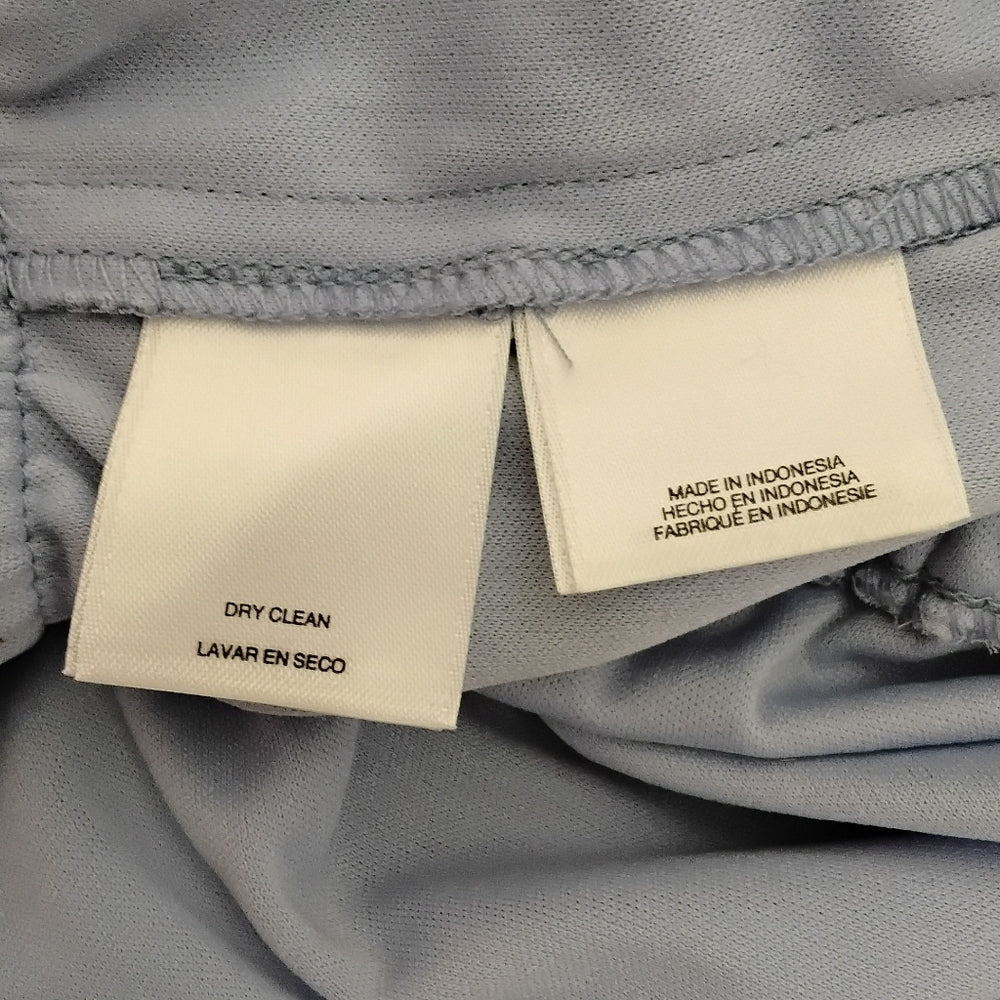 DRY CLEAN
LAVAR EN SECO
MADE IN INDONESIA
HECHO EN INDONESIA
FABRIQUÉ EN INDONESIE